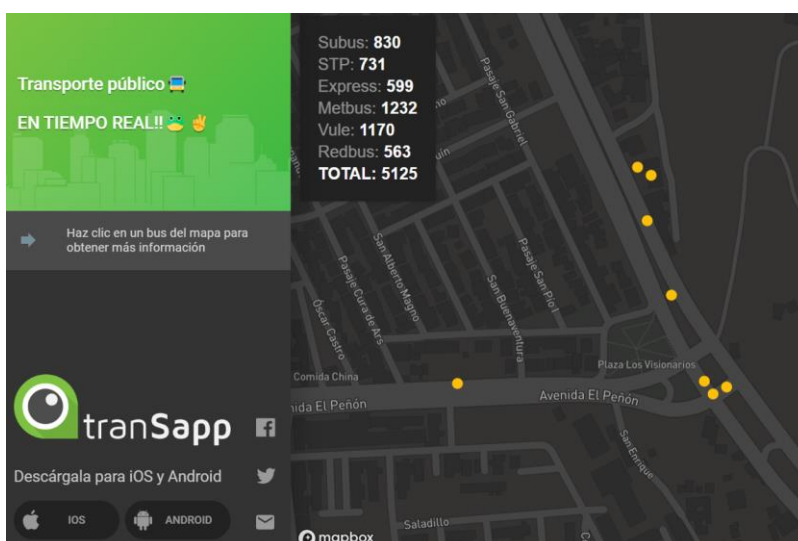 Transporte público
EN TIEMPO REAL!!
Haz clic en un bus del mapa para
obtener más información
tranSapp
Descárgala para iOS y Android
IOS
ANDROID
Subus: 830
STP: 731
Express: 599
Metbus: 1232
Vule: 1170
Redbus: 563
TOTAL: 5125
Pasaje San Gabriel
San Alberto Magno
Pasaje Cura de Ars
Óscar Castro
San Buenaventura
Pasaje San Pío I
Plaza Los Visionarios
Comida China
Avenida El Peñón
San Enrique
Saladillo
mapbox